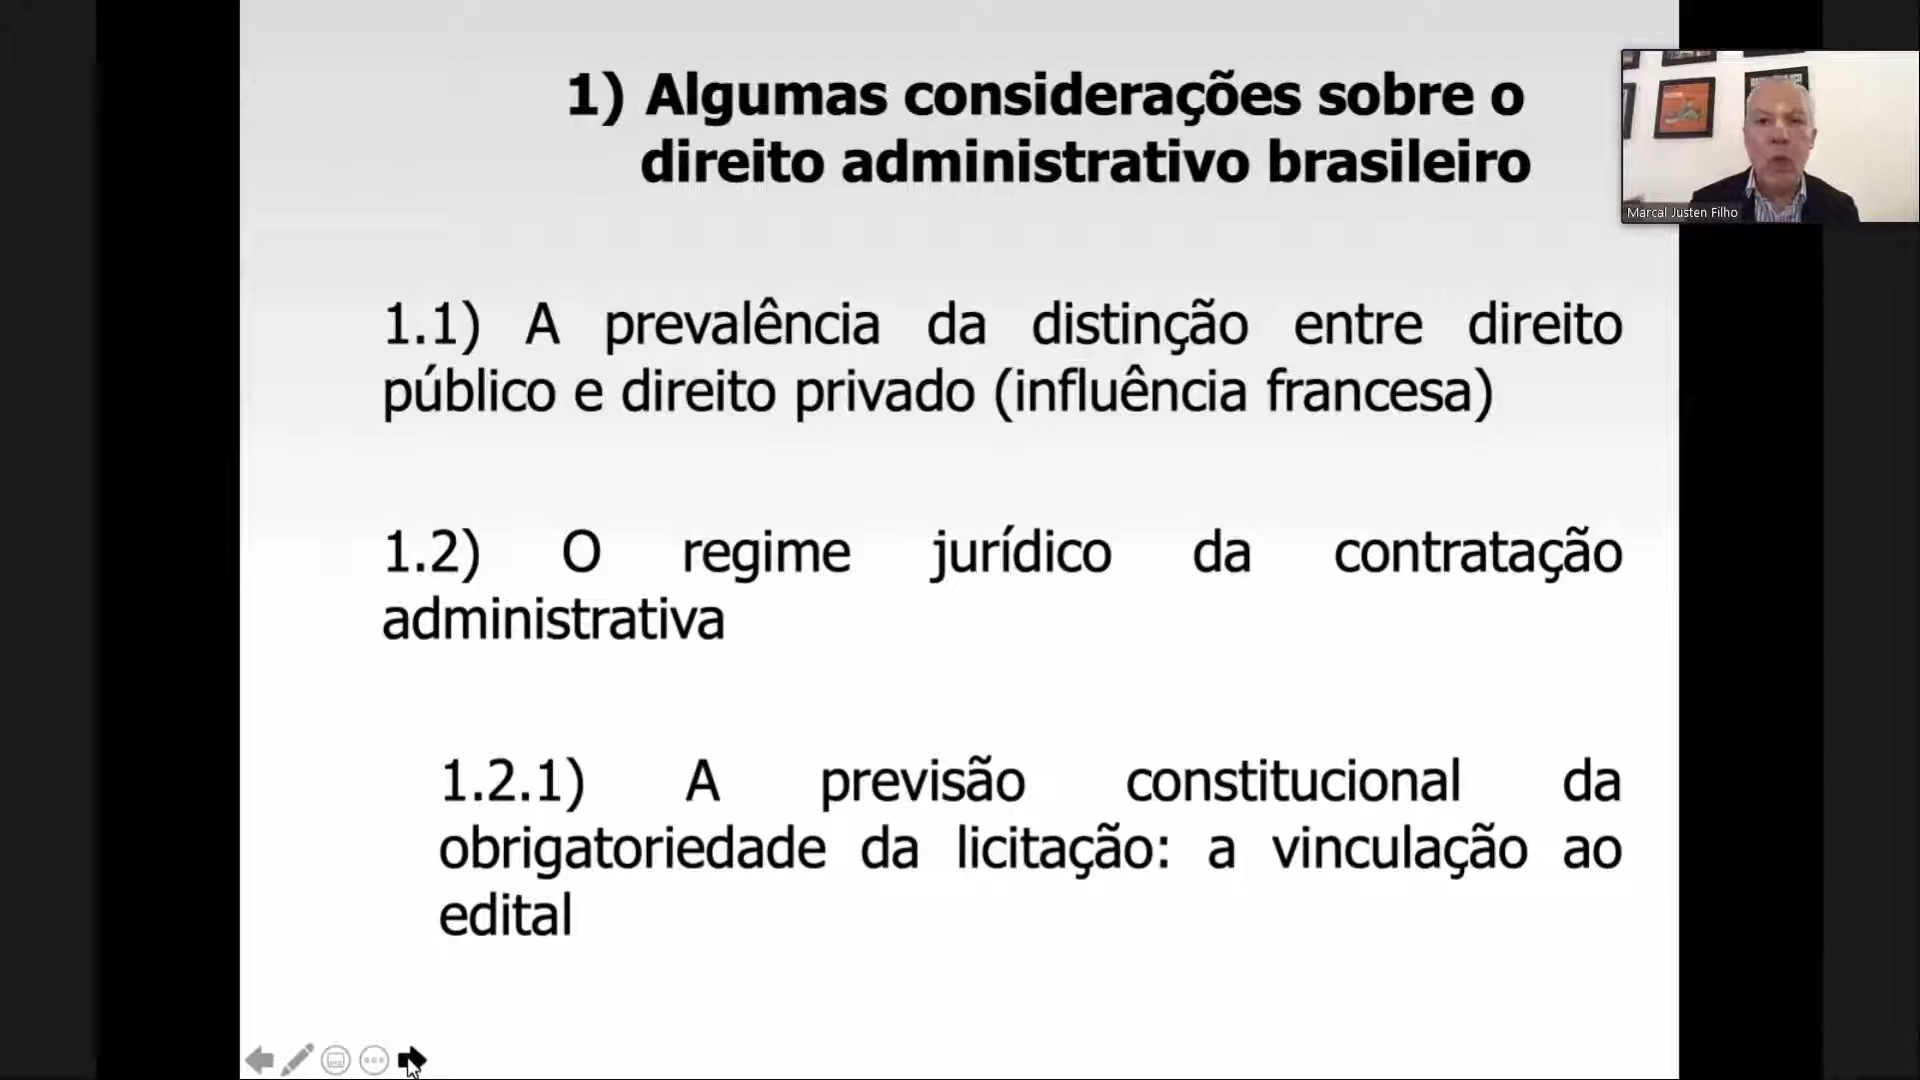 1) Algumas considerações sobre o
direito administrativo brasileiro
Marcal Justen Filho
1.1) A prevalência da distinção entre direito
público e direito privado (influência francesa)
1.2) O regime jurídico da contratação
administrativa
1.2.1) A previsão constitucional da
obrigatoriedade da licitação: a vinculação ao
edital